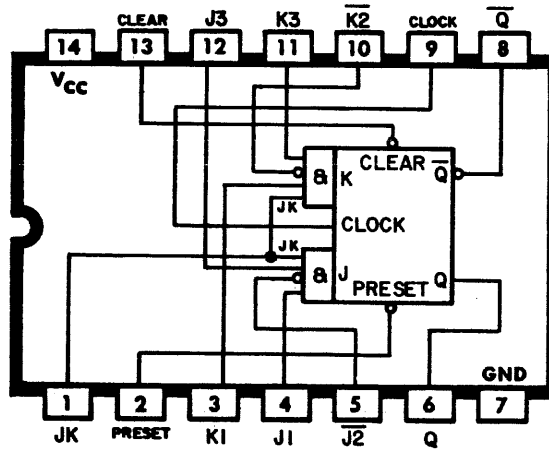 CLEAR J3 K3 K2̅ CLOCK Q̅
14 13 12 11 10 9 8
VCC
CLEAR Q̅
& K
JK
CLOCK
JK
& J Q
PRESET
GND
1 2 3 4 5 6 7
JK PRESET K1 J1 J2̅ Q